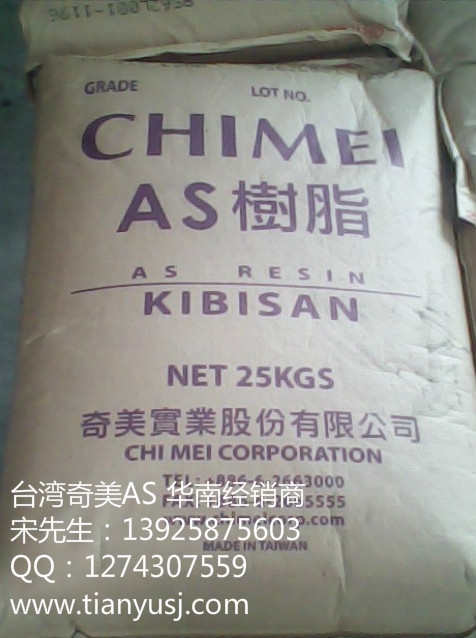 GRADE LOT NO.
CHIMEI
AS樹脂
AS RESIN
KIBISAN
NET 25KGS
奇美實業股份有限公司
CHI MEI CORPORATION
台湾奇美AS 华南经销商
宋先生：13925875603
MADE IN TAIWAN
QQ：1274307559
www.tianyusj.com